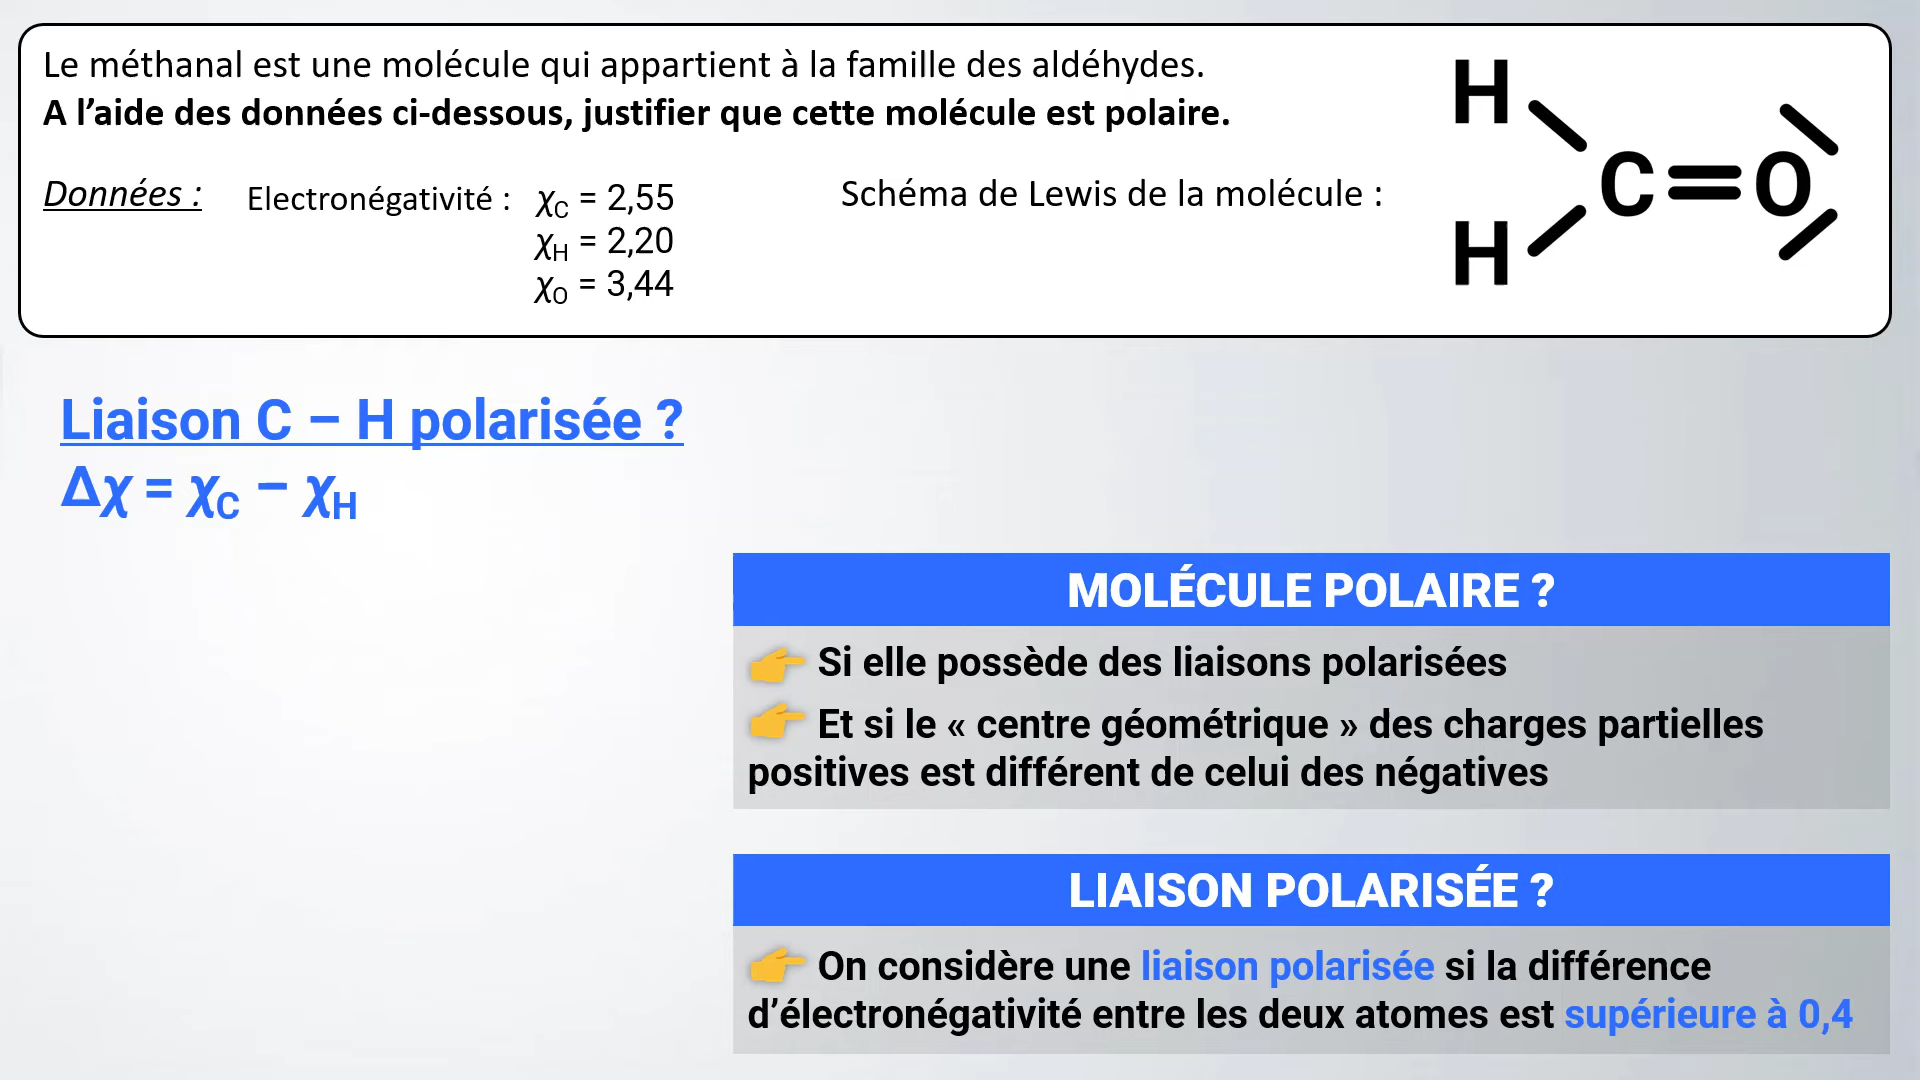 Le méthanal est une molécule qui appartient à la famille des aldéhydes.
A l’aide des données ci-dessous, justifier que cette molécule est polaire.
Données : Electronégativité : χC = 2,55
χH = 2,20
χO = 3,44
Schéma de Lewis de la molécule :
H
C=O
H
Liaison C – H polarisée ?
Δχ = χC – χH
MOLÉCULE POLAIRE ?
👉 Si elle possède des liaisons polarisées
👉 Et si le « centre géométrique » des charges partielles
positives est différent de celui des négatives
LIAISON POLARISÉE ?
👉 On considère une liaison polarisée si la différence
d’électronégativité entre les deux atomes est supérieure à 0,4